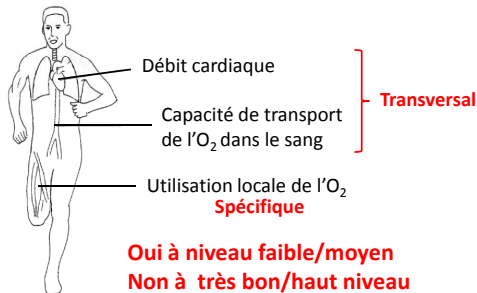 Débit cardiaque
Transversal
Capacité de transport
de l'O₂ dans le sang
Utilisation locale de l'O₂
Spécifique
Oui à niveau faible/moyen
Non à très bon/haut niveau